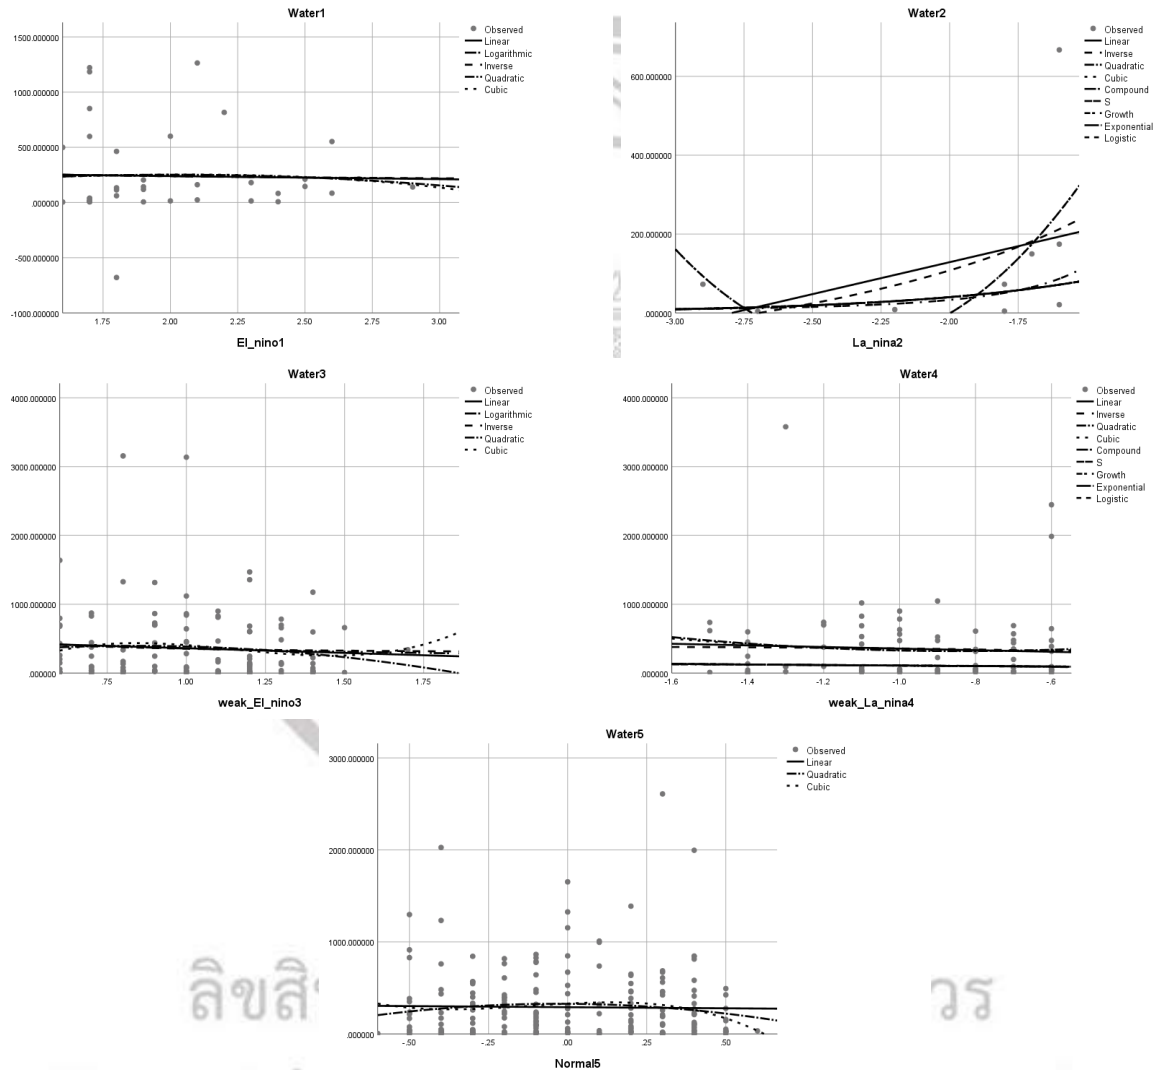 Water1
1500.000000
1000.000000
500.000000
.000000
-500.000000
-1000.000000
1.75
2.00
2.25
2.50
2.75
3.00
El_nino1
Observed
Linear
Logarithmic
Inverse
Quadratic
Cubic
Water2
600.000000
400.000000
200.000000
.000000
-3.00
-2.75
-2.50
-2.25
-2.00
-1.75
La_nina2
Observed
Linear
Inverse
Quadratic
Cubic
Compound
S
Growth
Exponential
Logistic
Water3
4000.000000
3000.000000
2000.000000
1000.000000
.000000
.75
1.00
1.25
1.50
1.75
weak_El_nino3
Observed
Linear
Logarithmic
Inverse
Quadratic
Cubic
Water4
4000.000000
3000.000000
2000.000000
1000.000000
.000000
-1.6
-1.4
-1.2
-1.0
-.8
-.6
weak_La_nina4
Observed
Linear
Inverse
Quadratic
Cubic
Compound
S
Growth
Exponential
Logistic
Water5
3000.000000
2000.000000
1000.000000
.000000
-.50
-.25
.00
.25
.50
Normal5
Observed
Linear
Quadratic
Cubic